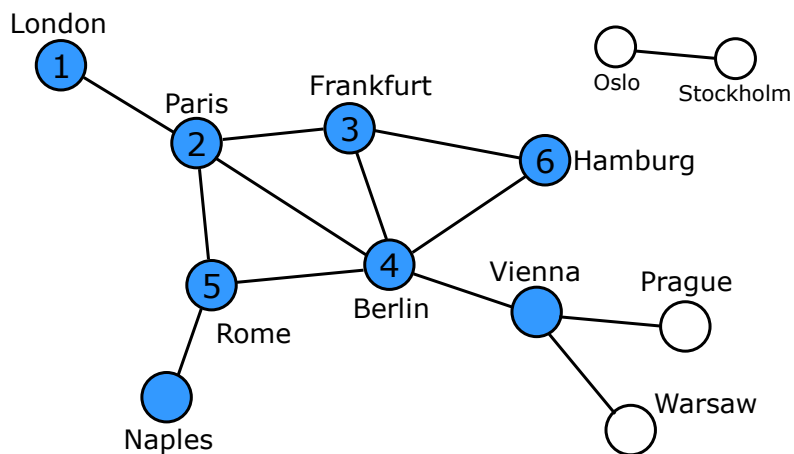 London
1
Paris
2
Frankfurt
3
Oslo
Stockholm
6
Hamburg
4
Berlin
5
Rome
Vienna
Prague
Naples
Warsaw